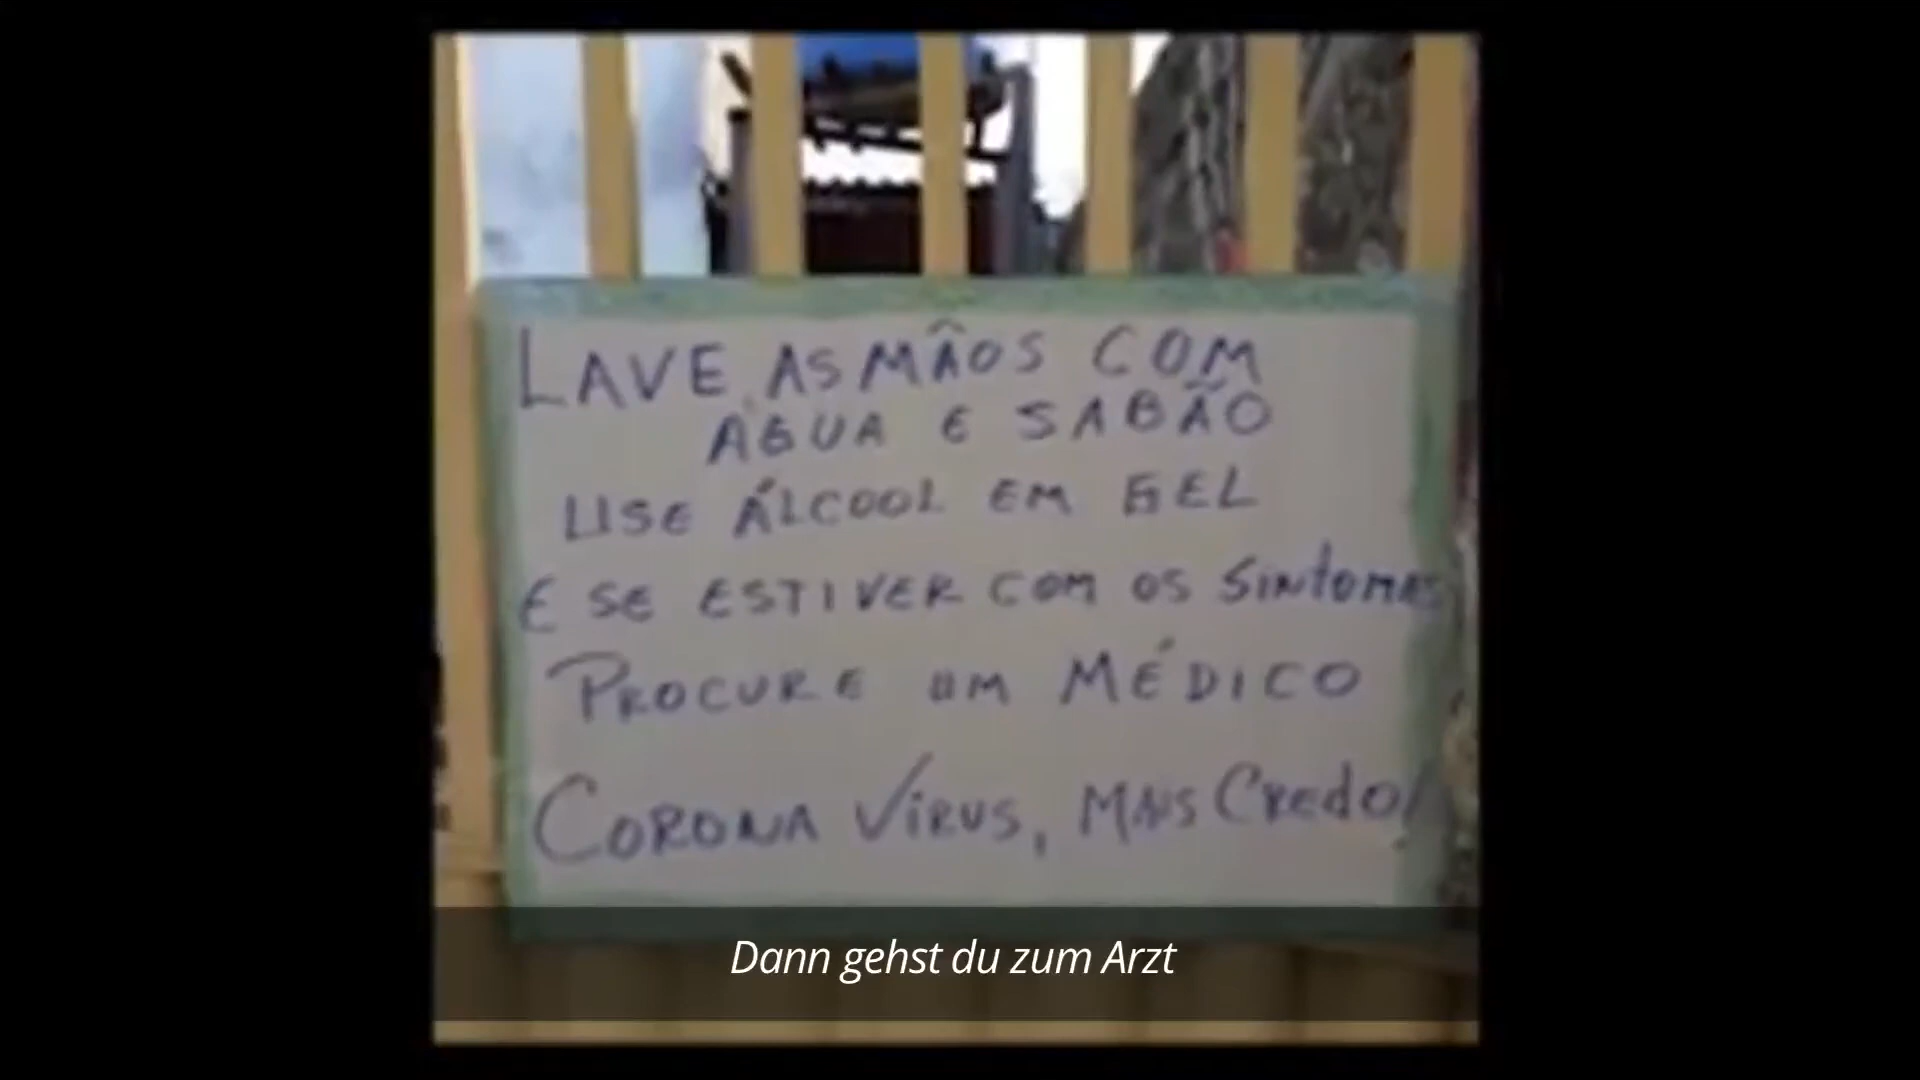 LAVE AS MÃOS COM
ÁGUA E SABÃO
USE ÁLCOOL EM GEL
E SE ESTIVER COM OS SINTOMAS
PROCURE UM MÉDICO
CORONA VÍRUS, MAIS CREDO!
Dann gehst du zum Arzt